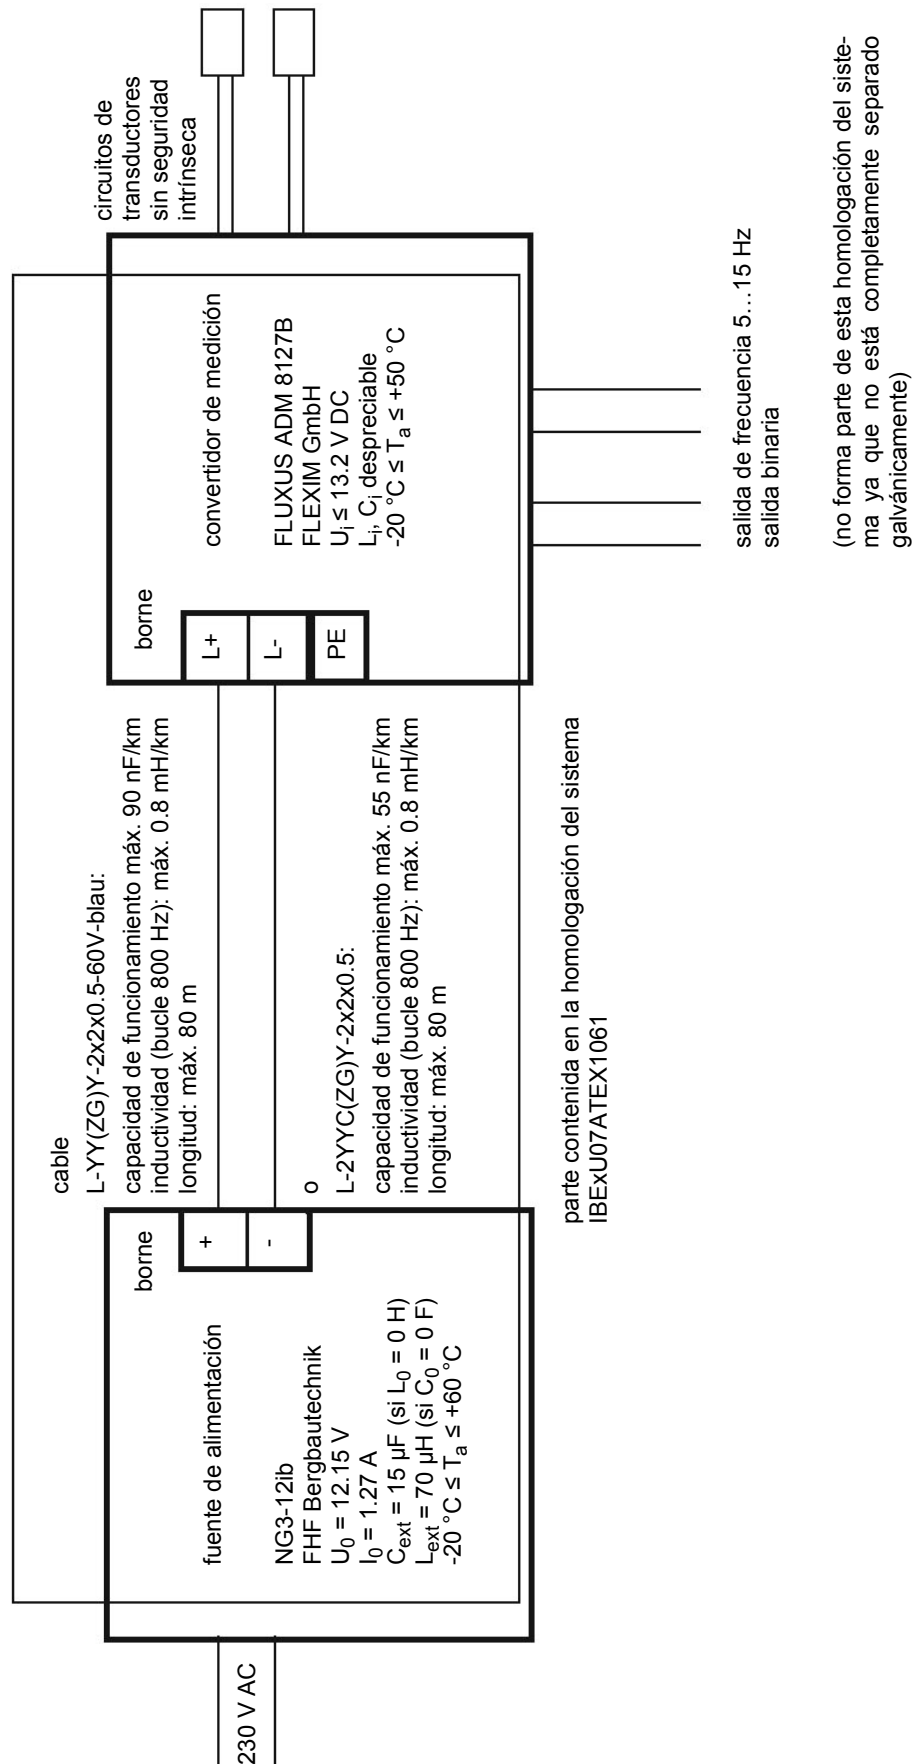 230 V AC
fuente de alimentación
NG3-12ib
FHF Bergbautechnik
U0 = 12.15 V
I0 = 1.27 A
Cext = 15 µF (si L0 = 0 H)
Lext = 70 µH (si C0 = 0 F)
-20 °C ≤ Ta ≤ +60 °C
borne
+
-
cable
L-YY(ZG)Y-2x2x0.5-60V-blau:
capacidad de funcionamiento máx. 90 nF/km
inductividad (bucle 800 Hz): máx. 0.8 mH/km
longitud: máx. 80 m
o
L-2YYC(ZG)Y-2x2x0.5:
capacidad de funcionamiento máx. 55 nF/km
inductividad (bucle 800 Hz): máx. 0.8 mH/km
longitud: máx. 80 m
parte contenida en la homologación del sistema
IBExU07ATEX1061
borne
L+
L-
PE
convertidor de medición
FLUXUS ADM 8127B
FLEXIM GmbH
Ui ≤ 13.2 V DC
Li, Ci despreciable
-20 °C ≤ Ta ≤ +50 °C
circuitos de
transductores
sin seguridad
intrínseca
salida de frecuencia 5…15 Hz
salida binaria
(no forma parte de esta homologación del siste-
ma ya que no está completamente separado
galvánicamente)